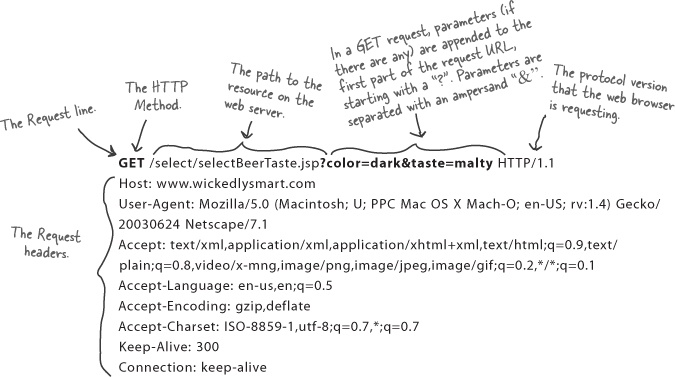 In a GET request, parameters (if
there are any) are appended to the
first part of the request URL,
starting with a "?". Parameters are
separated with an ampersand "&".
The path to the
resource on the
web server.
The HTTP
Method.
The Request line.
The protocol version
that the web browser
is requesting.
GET /select/selectBeerTaste.jsp?color=dark&taste=malty HTTP/1.1
Host: www.wickedlysmart.com
User-Agent: Mozilla/5.0 (Macintosh; U; PPC Mac OS X Mach-O; en-US; rv:1.4) Gecko/
20030624 Netscape/7.1
Accept: text/xml,application/xml,application/xhtml+xml,text/html;q=0.9,text/
plain;q=0.8,video/x-mng,image/png,image/jpeg,image/gif;q=0.2,*/*;q=0.1
Accept-Language: en-us,en;q=0.5
Accept-Encoding: gzip,deflate
Accept-Charset: ISO-8859-1,utf-8;q=0.7,*;q=0.7
Keep-Alive: 300
Connection: keep-alive
The Request
headers.